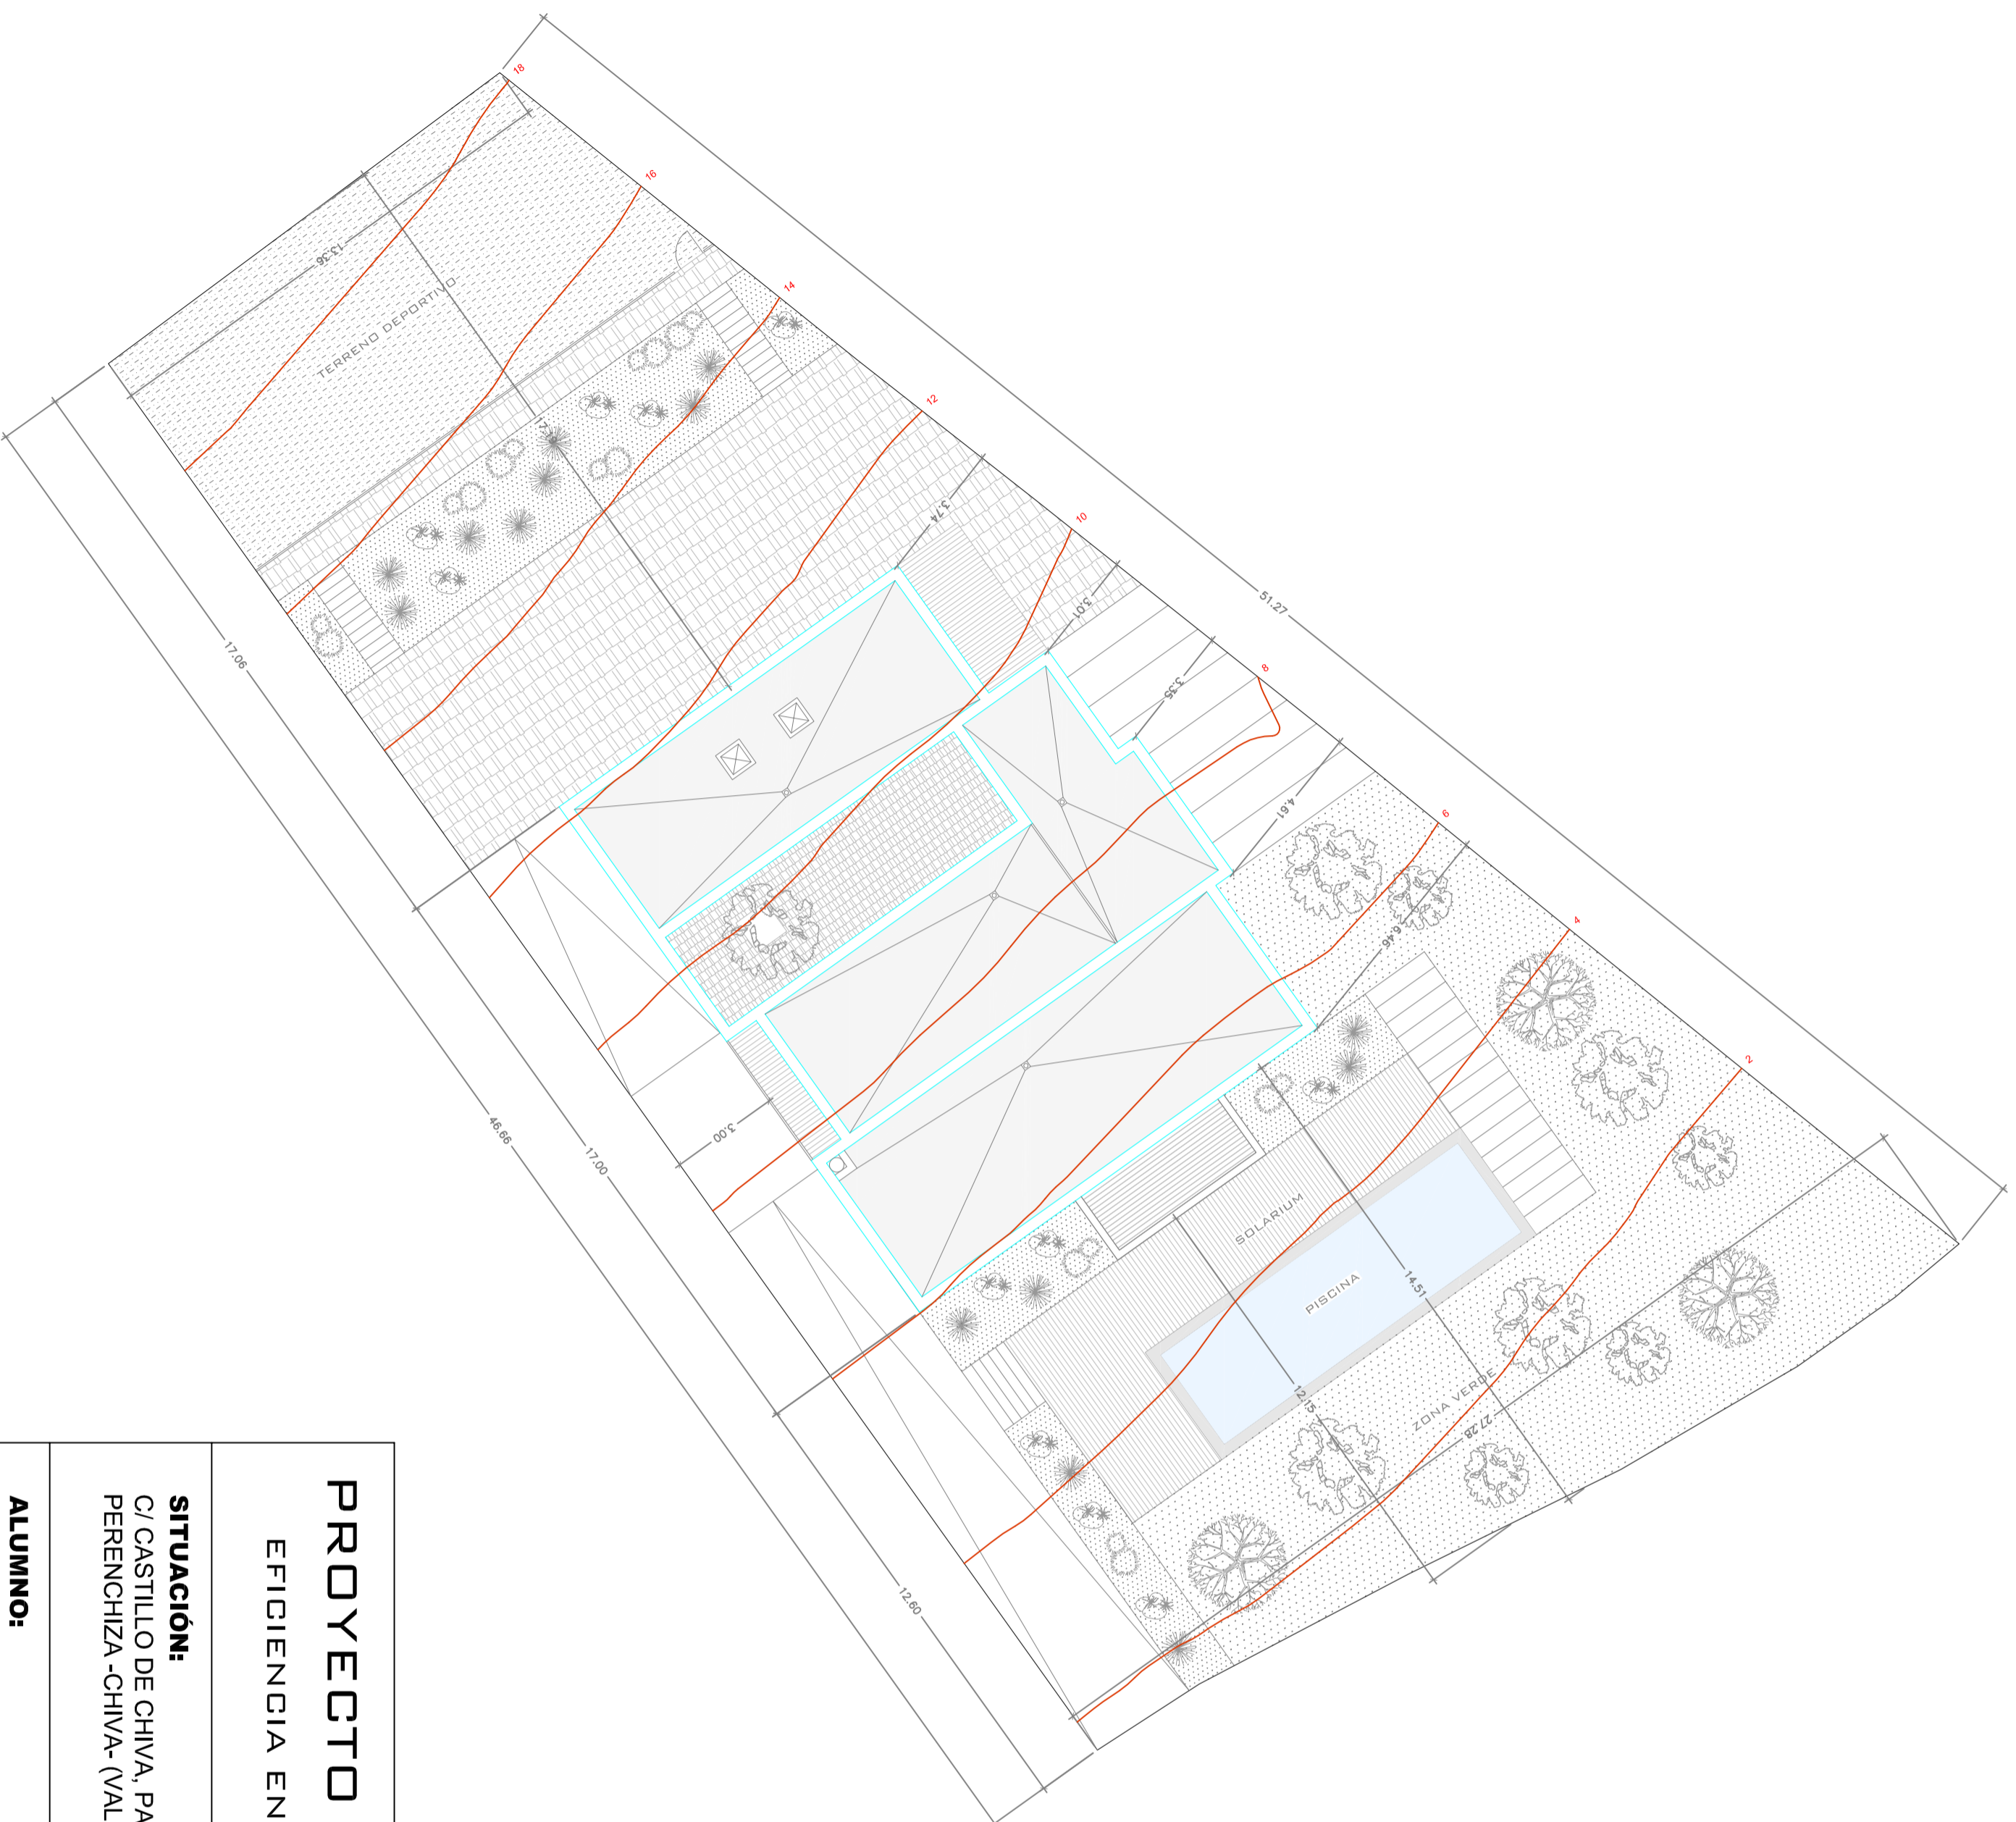 18
16
14
12
10
8
6
4
2
13.36
TERRENO DEPORTIVO
3.74
3.01
3.35
51.27
4.61
6.46
17.06
46.66
17.00
3.00
12.60
SOLARIUM
PISCINA
14.51
12.15
ZONA VERDE
27.28
PROYECTO
EFICIENCIA EN
SITUACIÓN:
C/ CASTILLO DE CHIVA, PA
PERENCHIZA -CHIVA- (VAL
ALUMNO: